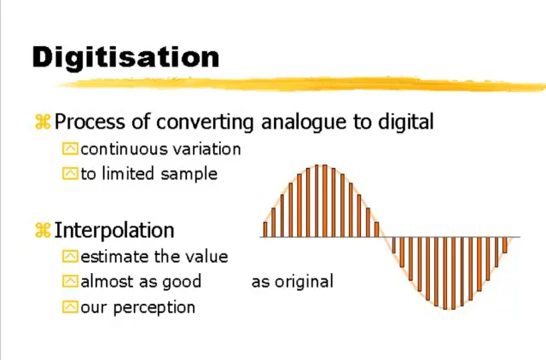 Digitisation
Process of converting analogue to digital
continuous variation
to limited sample
Interpolation
estimate the value
almost as good as original
our perception